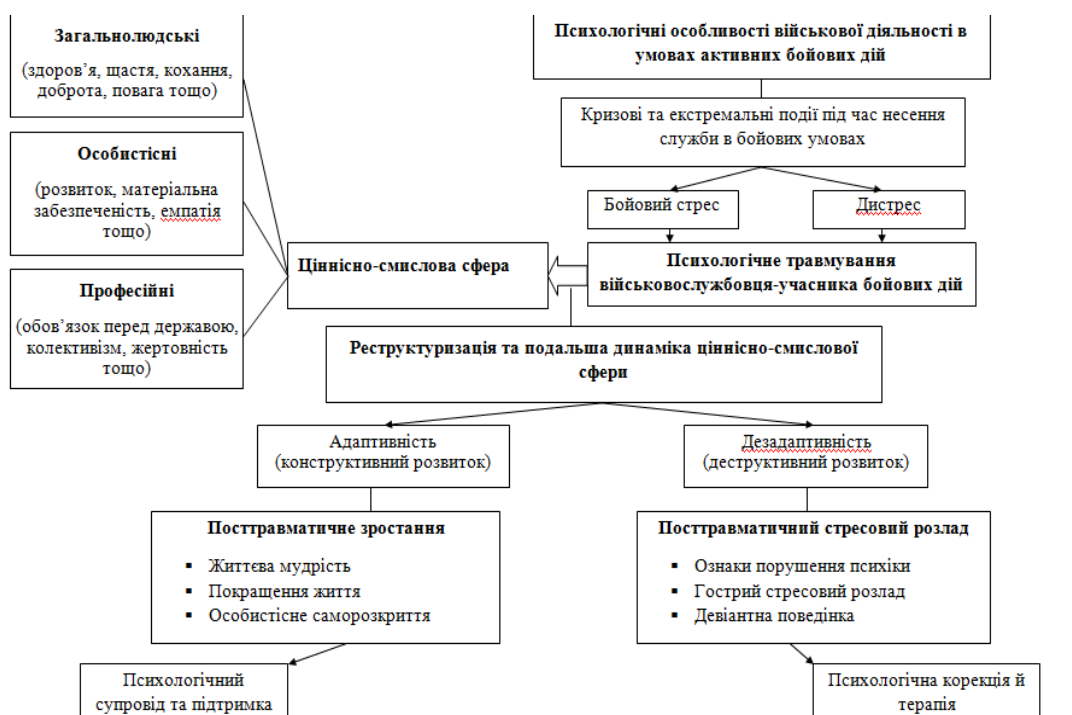 Загальнолюдські
(здоров’я, щастя, кохання,
доброта, повага тощо)
Особистісні
(розвиток, матеріальна
забезпеченість, емпатія
тощо)
Професійні
(обов’язок перед державою,
колективізм, жертовність
тощо)
Психологічні особливості військової діяльності в
умовах активних бойових дій
Кризові та екстремальні події під час несення
служби в бойових умовах
Бойовий стрес
Дистрес
Ціннісно-смислова сфера
Психологічне травмування
військовослужбовця-учасника бойових дій
Реструктуризація та подальша динаміка ціннісно-смислової
сфери
Адаптивність
(конструктивний розвиток)
Дезадаптивність
(деструктивний розвиток)
Посттравматичне зростання
▪ Життєва мудрість
▪ Покращення життя
▪ Особистісне саморозкриття
Посттравматичний стресовий розлад
▪ Ознаки порушення психіки
▪ Гострий стресовий розлад
▪ Девіантна поведінка
Психологічний
супровід та підтримка
Психологічна корекція й
терапія